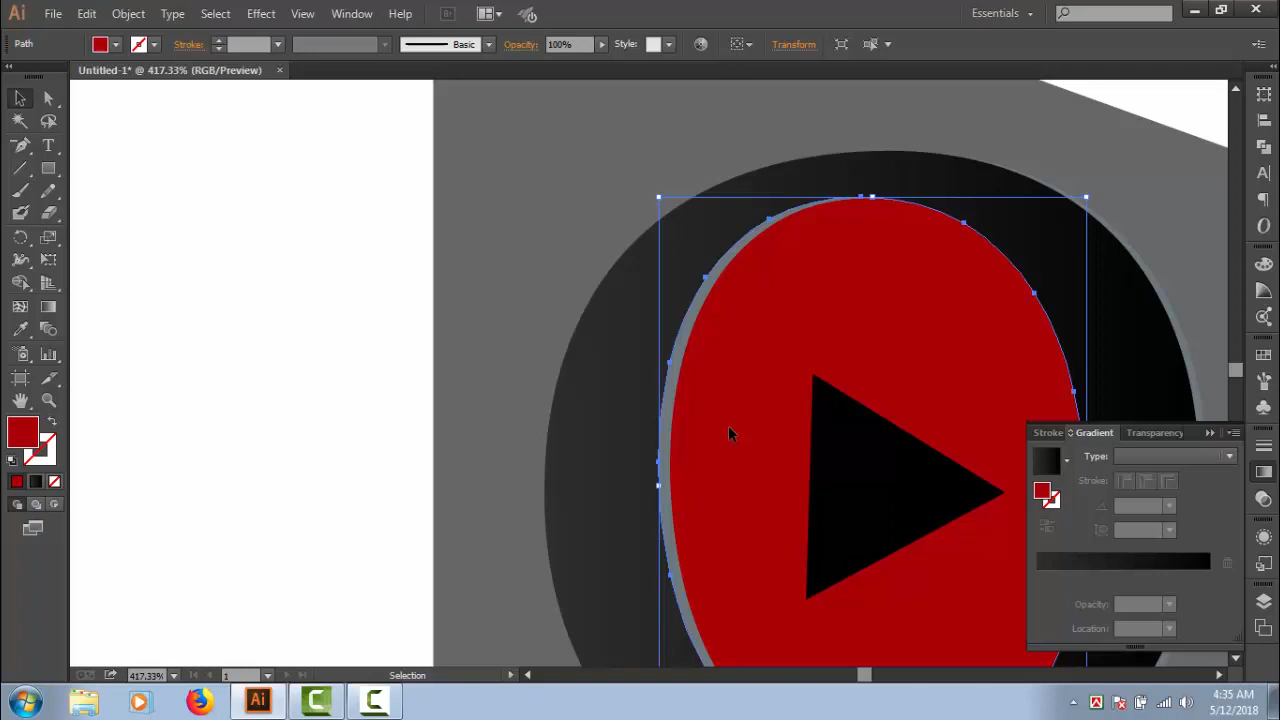 Ai File Edit Object Type Select Effect View Window Help Br Essentials
Path Stroke: Basic Opacity: 100% Style: Transform
Untitled-1* @ 417.33% (RGB/Preview) ×
Stroke Gradient Transparency
Type:
Stroke:
Opacity:
Location:
417.33% 1 Selection
Ai C C 4:35 AM
5/12/2018